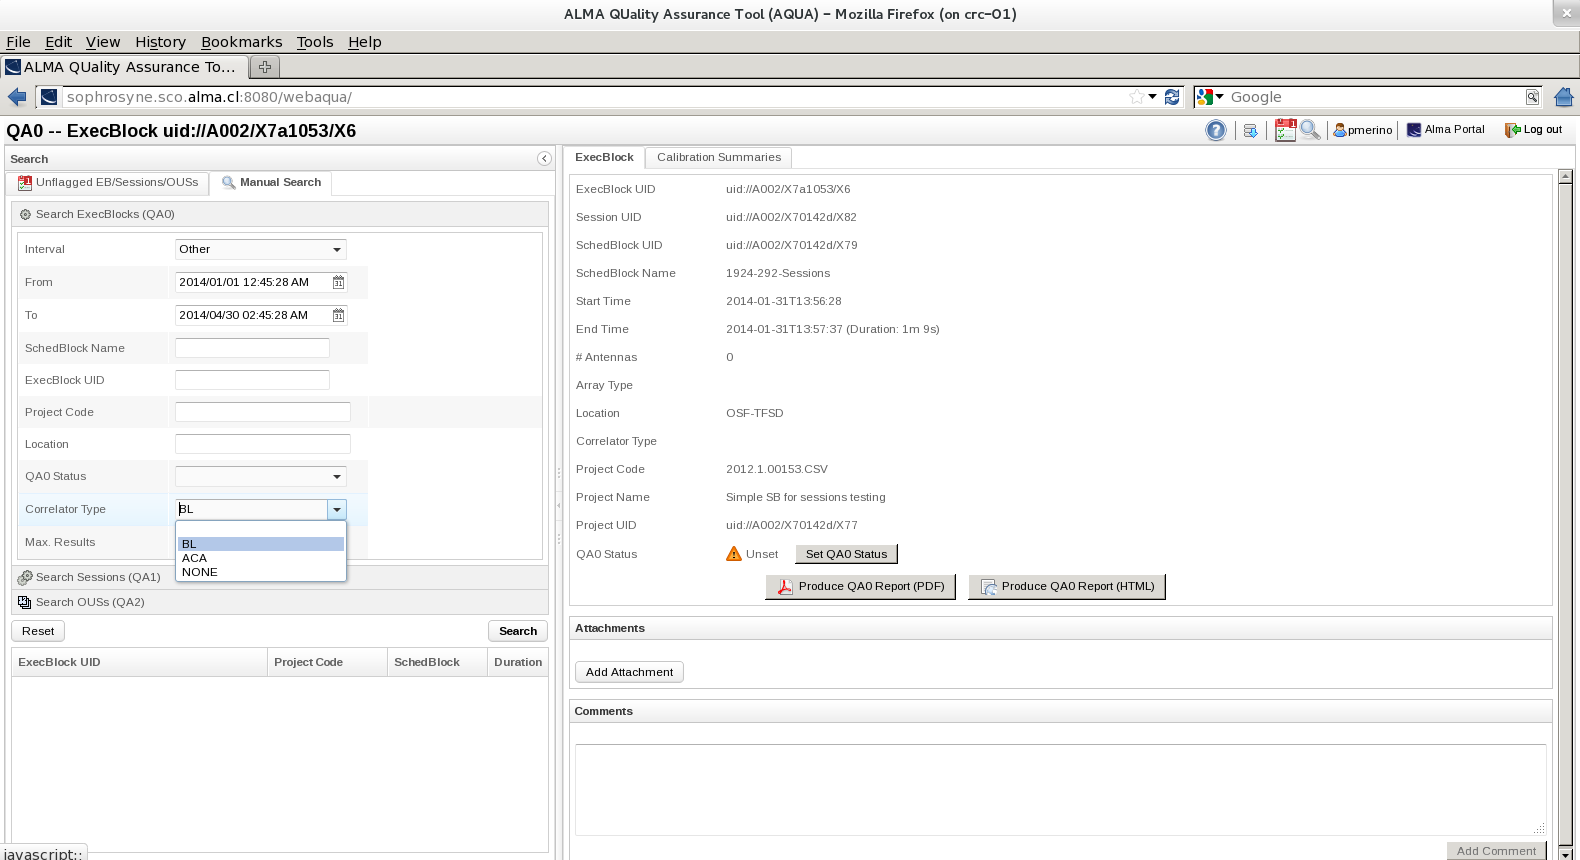 ALMA QUality Assurance Tool (AQUA) – Mozilla Firefox (on crc–01)
File Edit View History Bookmarks Tools Help
ALMA QUality Assurance To...
sophrosyne.sco.alma.cl:8080/webaqua/
Google
QA0 -- ExecBlock uid://A002/X7a1053/X6
pmerino
Alma Portal
Log out
Search
Unflagged EB/Sessions/OUSs
Manual Search
Search ExecBlocks (QA0)
Interval Other
From 2014/01/01 12:45:28 AM
To 2014/04/30 02:45:28 AM
SchedBlock Name
ExecBlock UID
Project Code
Location
QA0 Status
Correlator Type BL
BL
ACA
NONE
Max. Results
Search Sessions (QA1)
Search OUSs (QA2)
Reset Search
ExecBlock UID Project Code SchedBlock Duration
javascript:;
ExecBlock Calibration Summaries
ExecBlock UID uid://A002/X7a1053/X6
Session UID uid://A002/X70142d/X82
SchedBlock UID uid://A002/X70142d/X79
SchedBlock Name 1924-292-Sessions
Start Time 2014-01-31T13:56:28
End Time 2014-01-31T13:57:37 (Duration: 1m 9s)
# Antennas 0
Array Type
Location OSF-TFSD
Correlator Type
Project Code 2012.1.00153.CSV
Project Name Simple SB for sessions testing
Project UID uid://A002/X70142d/X77
QA0 Status Unset Set QA0 Status
Produce QA0 Report (PDF) Produce QA0 Report (HTML)
Attachments
Add Attachment
Comments
Add Comment